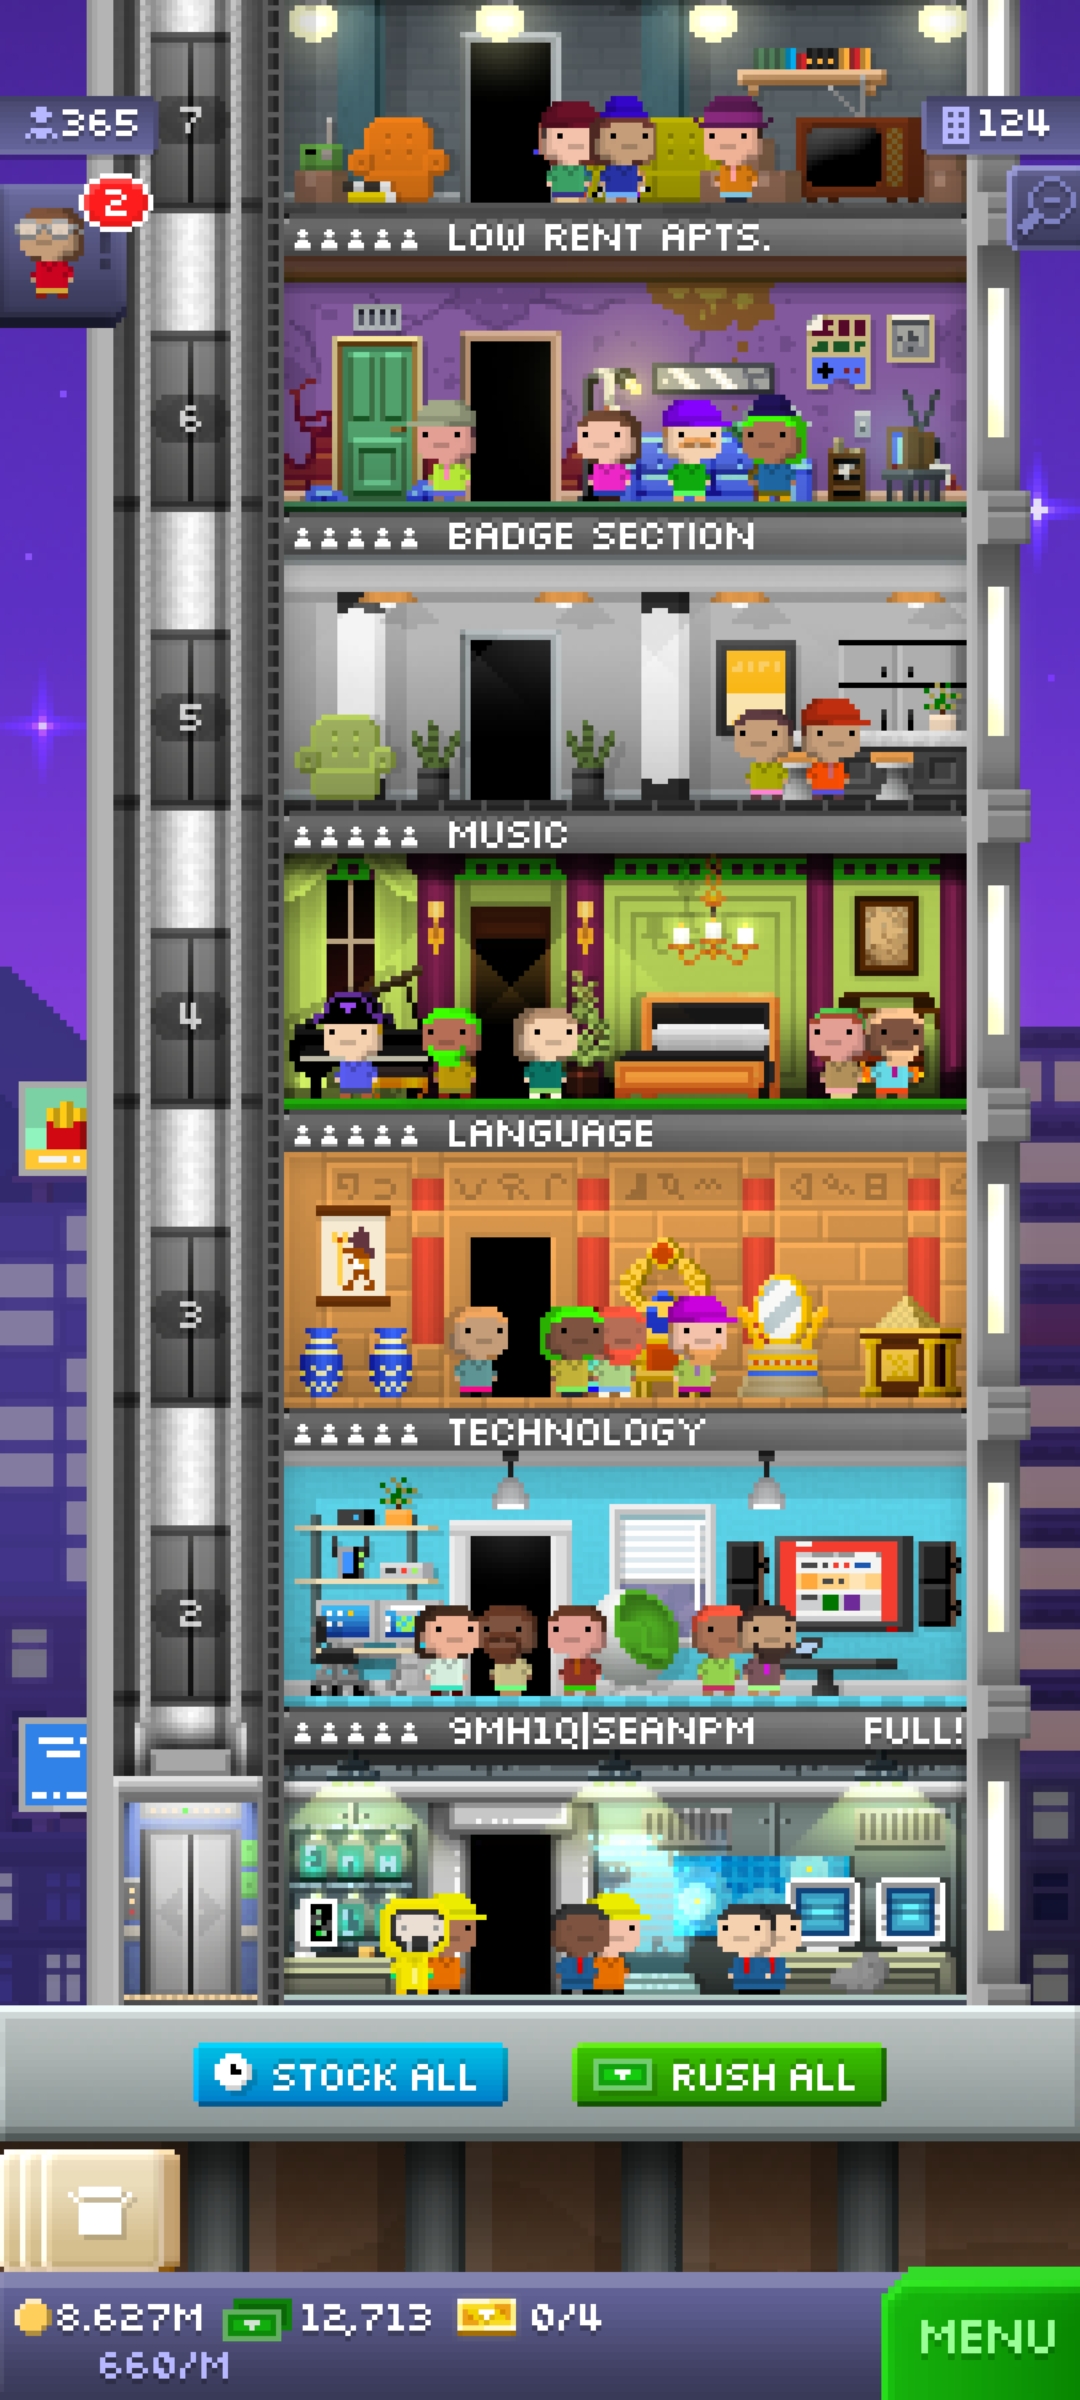 7
365
124
2
LOW RENT APTS.
6
BADGE SECTION
5
MUSIC
4
LANGUAGE
3
TECHNOLOGY
2
9MH1Q|SEANPM FULL!
STOCK ALL
RUSH ALL
8.627M 12,713 0/4
660/M
MENU